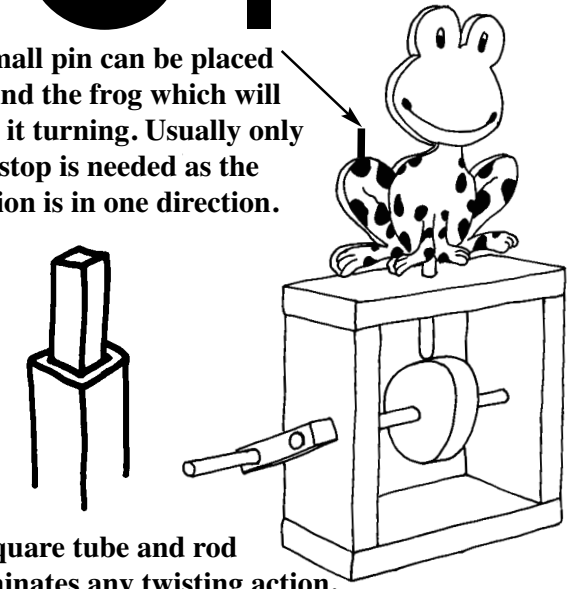 mall pin can be placed
nd the frog which will
it turning. Usually only
stop is needed as the
ion is in one direction.
quare tube and rod
inates any twisting action.